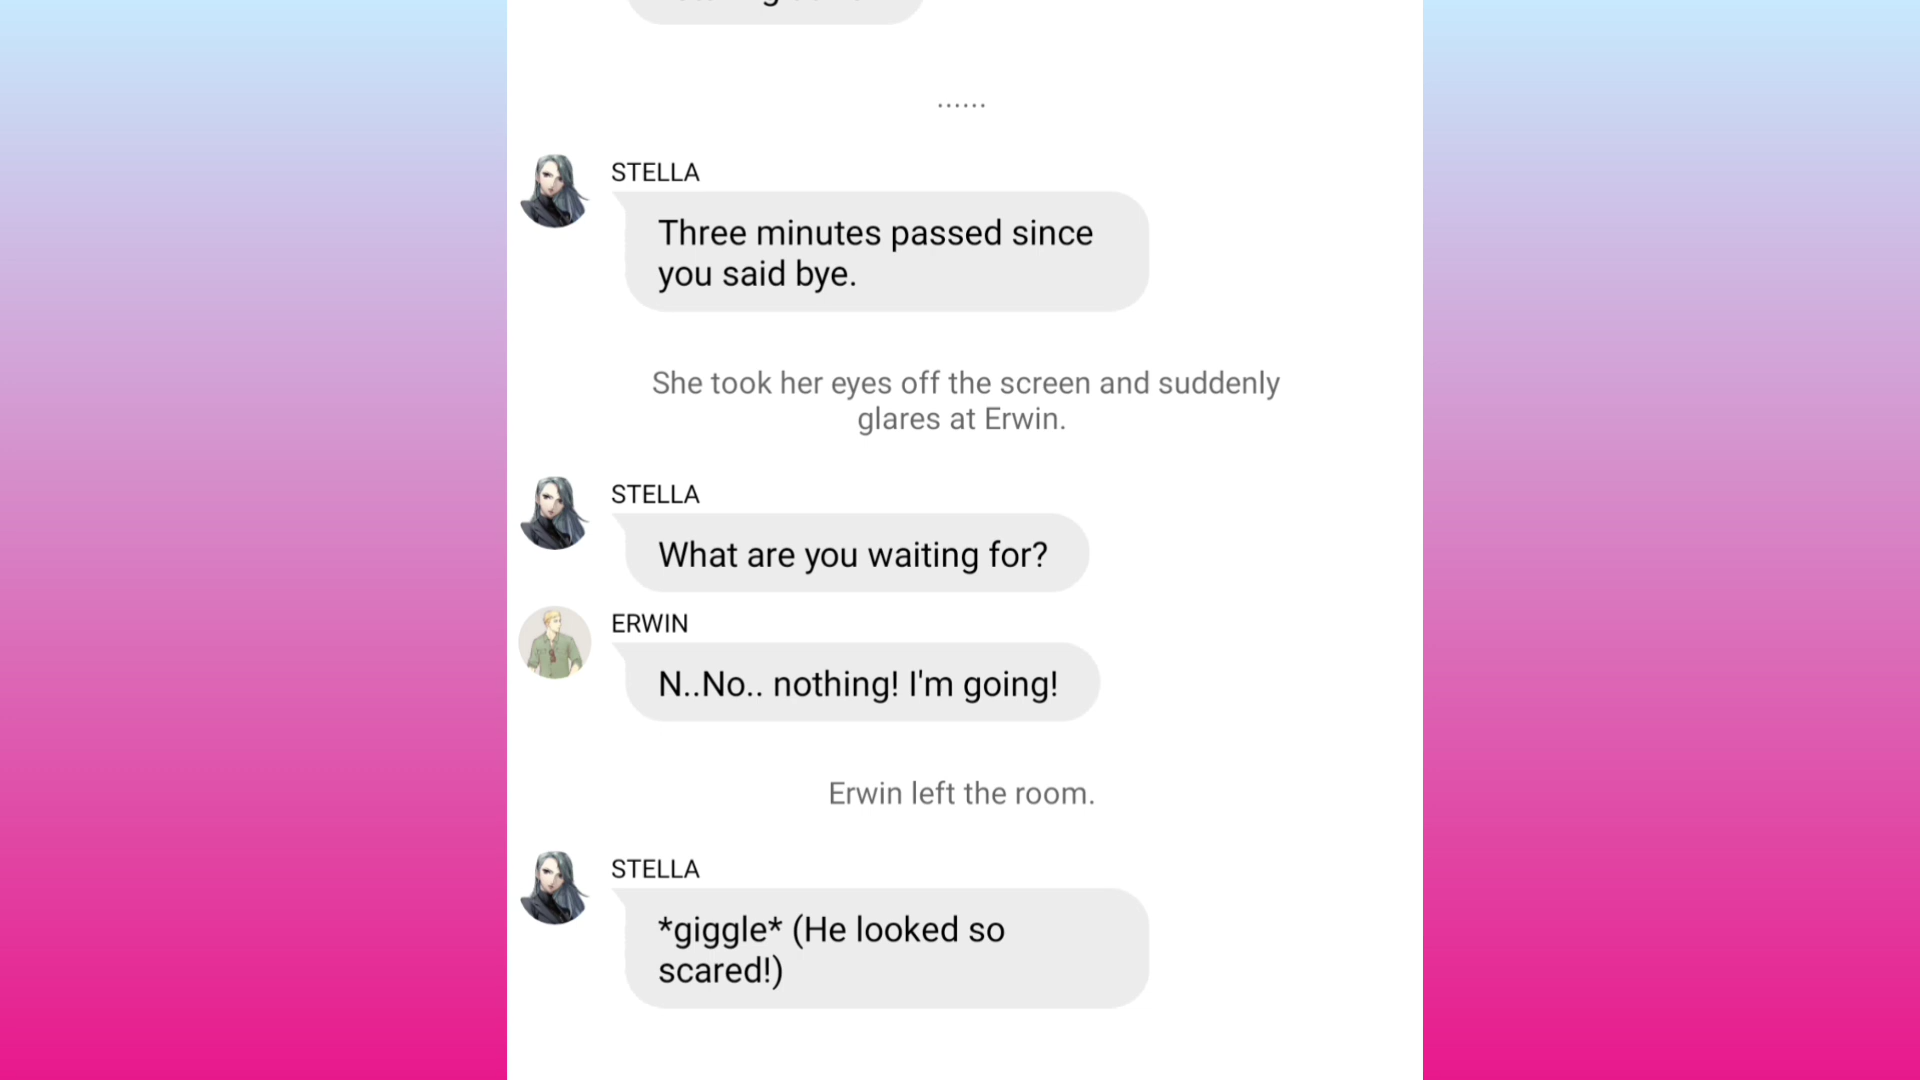 ......
STELLA
Three minutes passed since
you said bye.
She took her eyes off the screen and suddenly
glares at Erwin.
STELLA
What are you waiting for?
ERWIN
N..No.. nothing! I'm going!
Erwin left the room.
STELLA
*giggle* (He looked so
scared!)